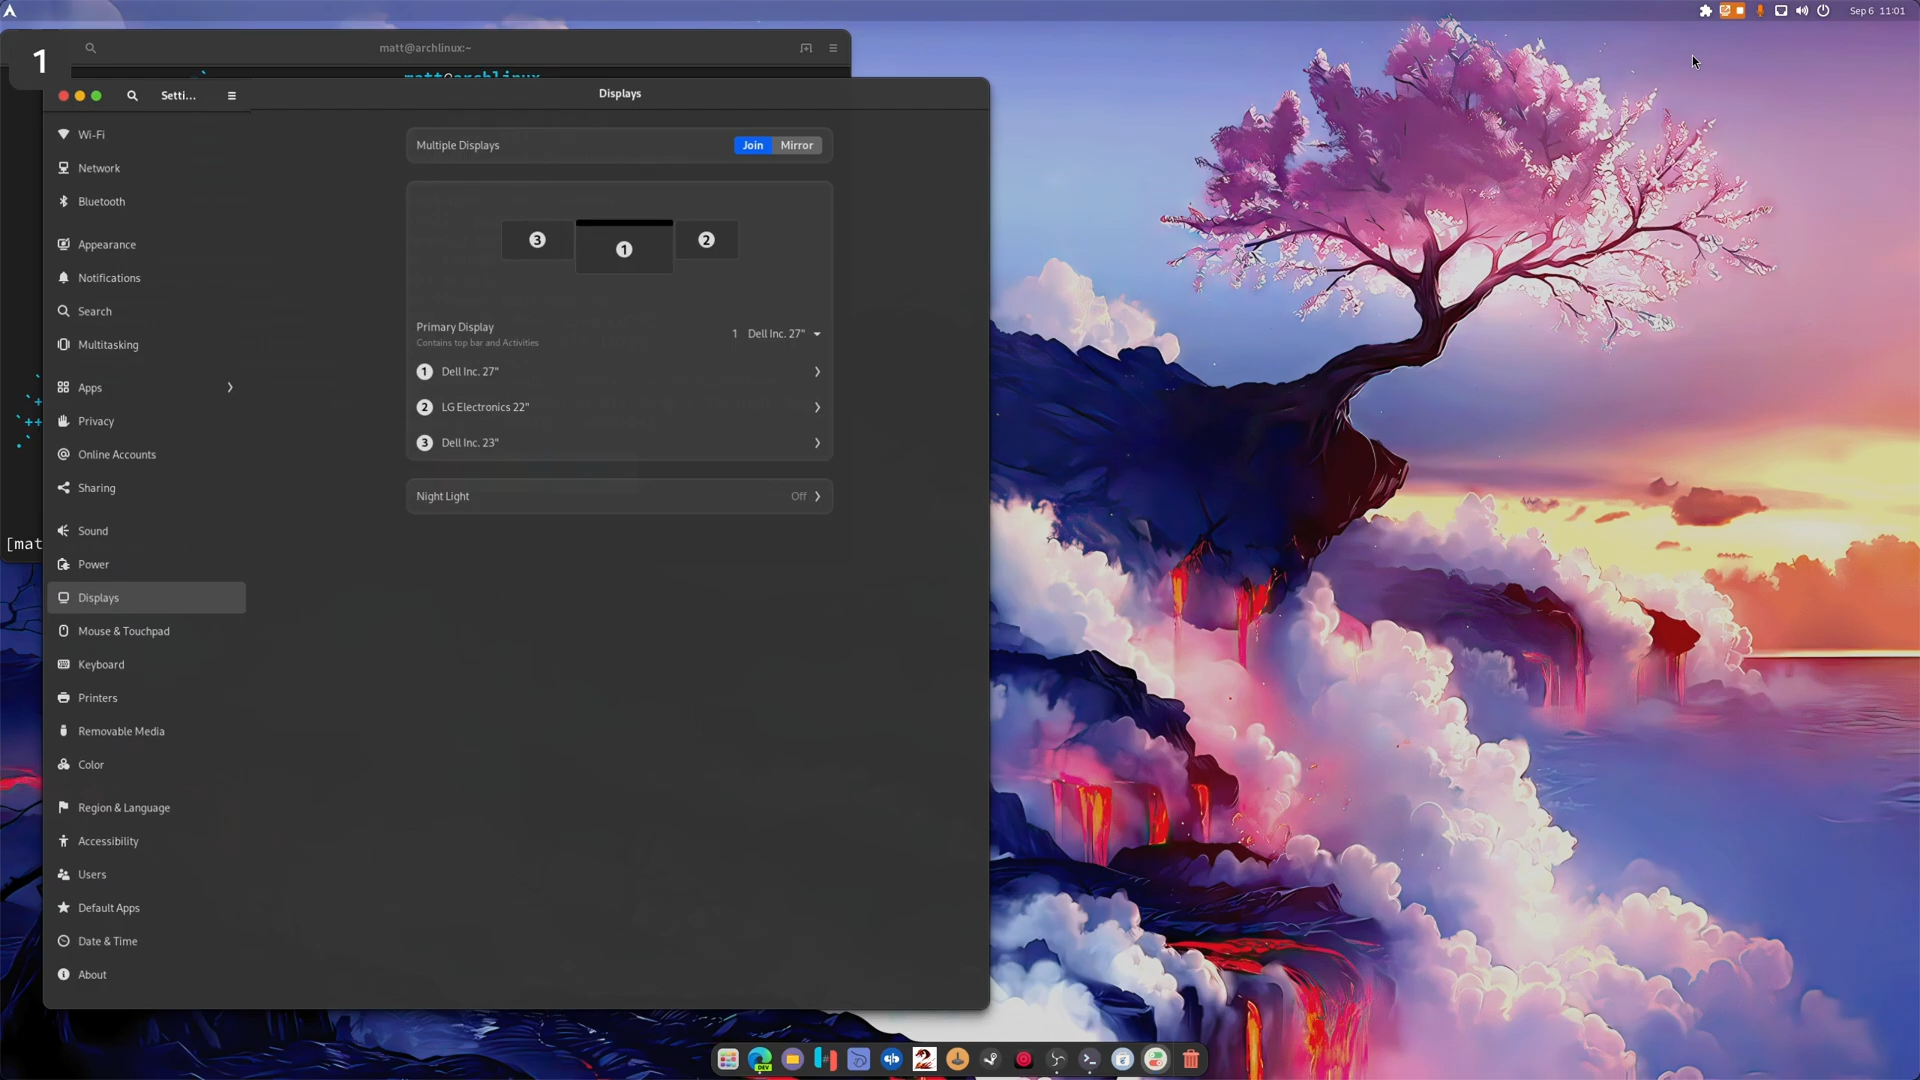 Sep 6 11:01
matt@archlinux:~
1
matt@archlinux
Setti...
Displays
Wi-Fi
Network
Bluetooth
Appearance
Notifications
Search
Multitasking
Apps
Privacy
Online Accounts
Sharing
Sound
Power
Displays
Mouse & Touchpad
Keyboard
Printers
Removable Media
Color
Region & Language
Accessibility
Users
Default Apps
Date & Time
About
Multiple Displays
Join Mirror
3 1 2
Primary Display
Contains top bar and Activities
1 Dell Inc. 27"
1 Dell Inc. 27"
2 LG Electronics 22"
3 Dell Inc. 23"
Night Light Off
[mat
DEV